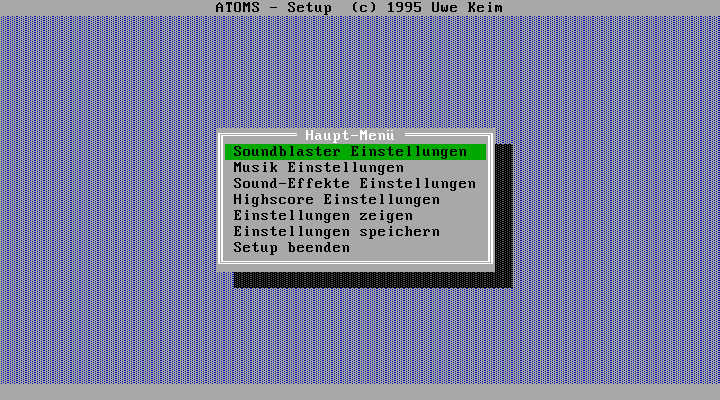 ATOMS - Setup (c) 1995 Uwe Keim
Haupt-Menü
Soundblaster Einstellungen
Musik Einstellungen
Sound-Effekte Einstellungen
Highscore Einstellungen
Einstellungen zeigen
Einstellungen speichern
Setup beenden